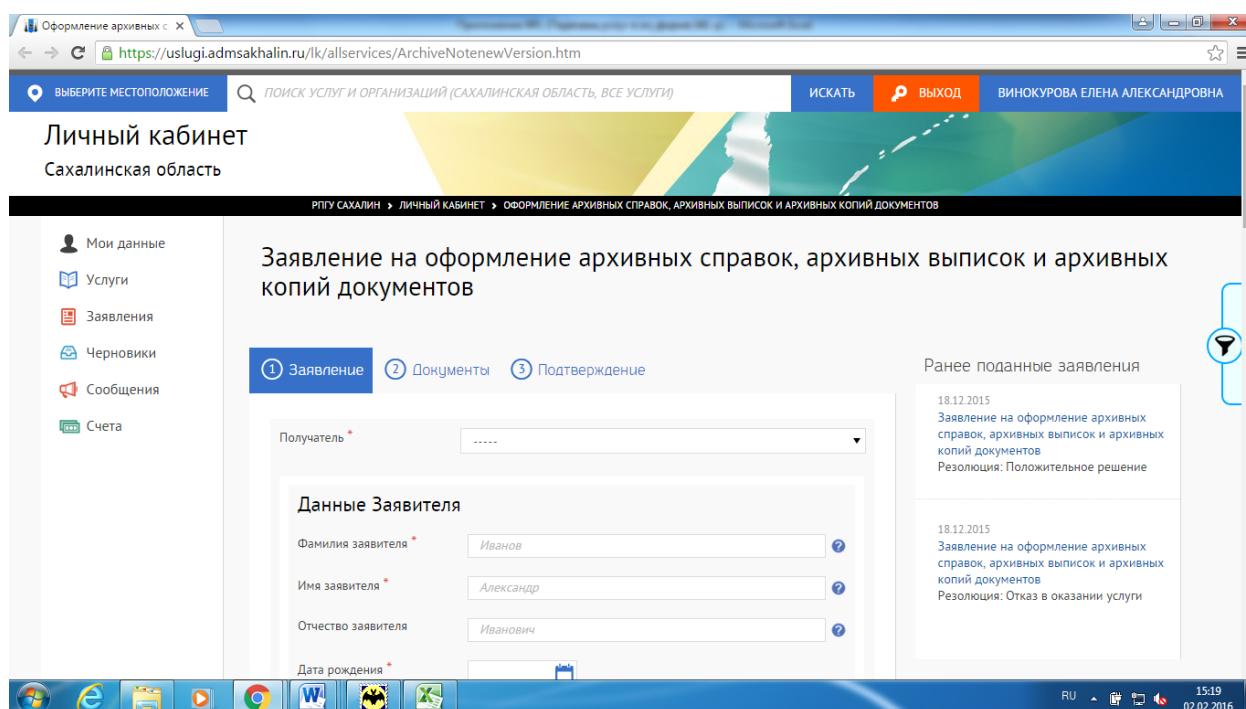 Оформление архивных с
https://uslugi.admsakhalin.ru/lk/allservices/ArchiveNotenewVersion.htm
ВЫБЕРИТЕ МЕСТОПОЛОЖЕНИЕ
ПОИСК УСЛУГ И ОРГАНИЗАЦИЙ (САХАЛИНСКАЯ ОБЛАСТЬ, ВСЕ УСЛУГИ)
ИСКАТЬ
ВЫХОД
ВИНОКУРОВА ЕЛЕНА АЛЕКСАНДРОВНА
Личный кабинет
Сахалинская область
РПГУ САХАЛИН > ЛИЧНЫЙ КАБИНЕТ > ОФОРМЛЕНИЕ АРХИВНЫХ СПРАВОК, АРХИВНЫХ ВЫПИСОК И АРХИВНЫХ КОПИЙ ДОКУМЕНТОВ
Мои данные
Услуги
Заявления
Черновики
Сообщения
Счета
Заявление на оформление архивных справок, архивных выписок и архивных
копий документов
1 Заявление
2 Документы
3 Подтверждение
Получатель *
-----
Данные Заявителя
Фамилия заявителя *
Иванов
Имя заявителя *
Александр
Отчество заявителя
Иванович
Дата рождения *
Ранее поданные заявления
18.12.2015
Заявление на оформление архивных
справок, архивных выписок и архивных
копий документов
Резолюция: Положительное решение
18.12.2015
Заявление на оформление архивных
справок, архивных выписок и архивных
копий документов
Резолюция: Отказ в оказании услуги
RU
15:19
02.02.2016